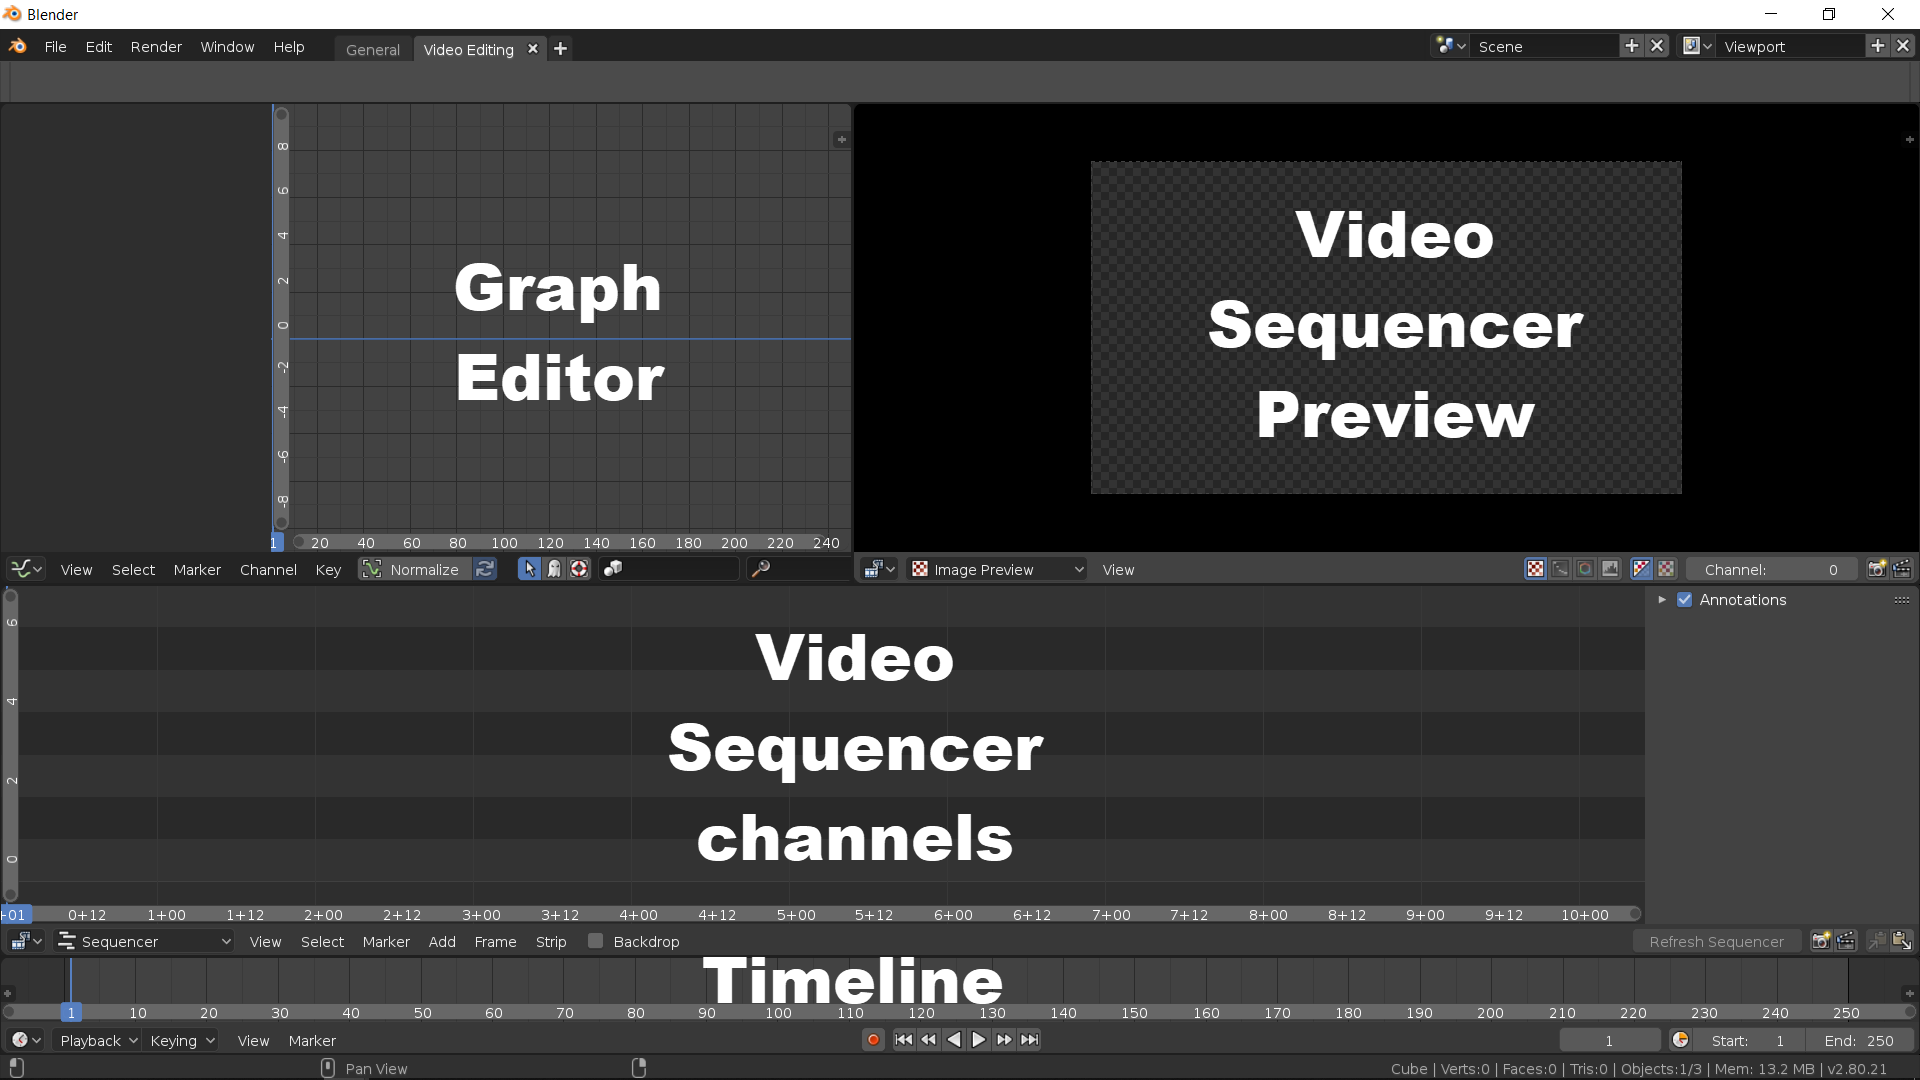 Blender
File Edit Render Window Help General Video Editing Scene Viewport
8
6
4
2
0
-2
-4
-6
-8
Graph
Editor
1 20 40 60 80 100 120 140 160 180 200 220 240
Video
Sequencer
Preview
View Select Marker Channel Key Normalize
Image Preview View Channel: 0
6
4
2
0
Video
Sequencer
channels
Annotations
+01 0+12 1+00 1+12 2+00 2+12 3+00 3+12 4+00 4+12 5+00 5+12 6+00 6+12 7+00 7+12 8+00 8+12 9+00 9+12 10+00
Sequencer View Select Marker Add Frame Strip Backdrop Refresh Sequencer
Timeline
1 10 20 30 40 50 60 70 80 90 100 110 120 130 140 150 160 170 180 190 200 210 220 230 240 250
Playback Keying View Marker 1 Start: 1 End: 250
Pan View Cube | Verts:0 | Faces:0 | Tris:0 | Objects:1/3 | Mem: 13.2 MB | v2.80.21